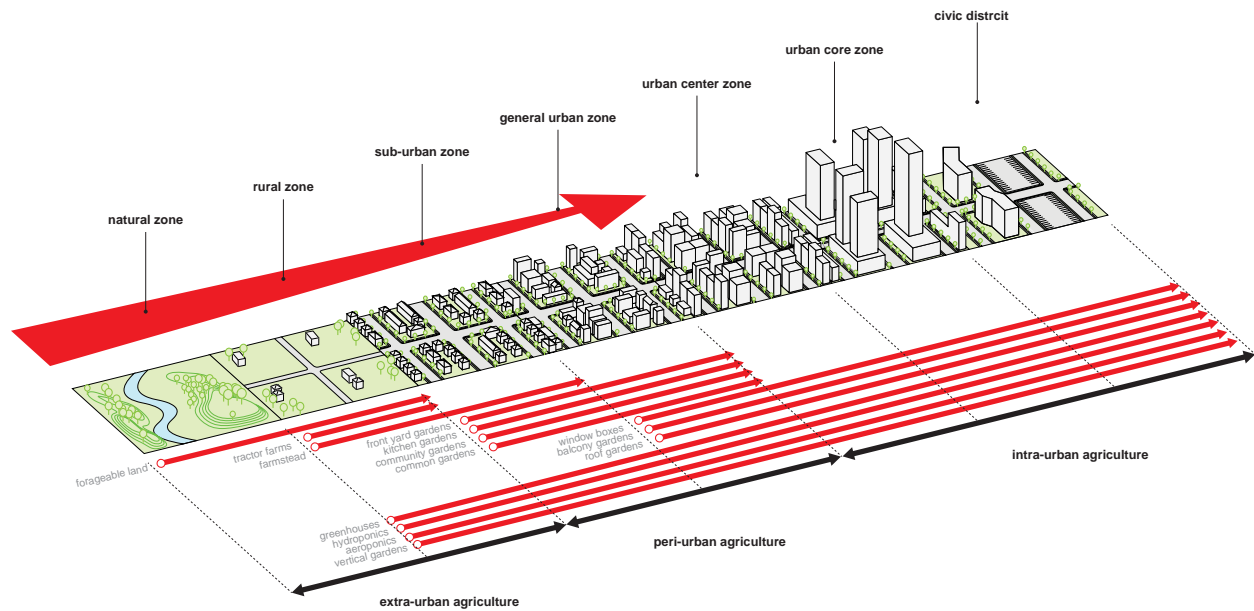 civic distrcit
urban core zone
urban center zone
general urban zone
sub-urban zone
rural zone
natural zone
forageable land
tractor farms
farmstead
front yard gardens
kitchen gardens
community gardens
common gardens
window boxes
balcony gardens
roof gardens
greenhouses
hydroponics
aeroponics
vertical gardens
intra-urban agriculture
peri-urban agriculture
extra-urban agriculture